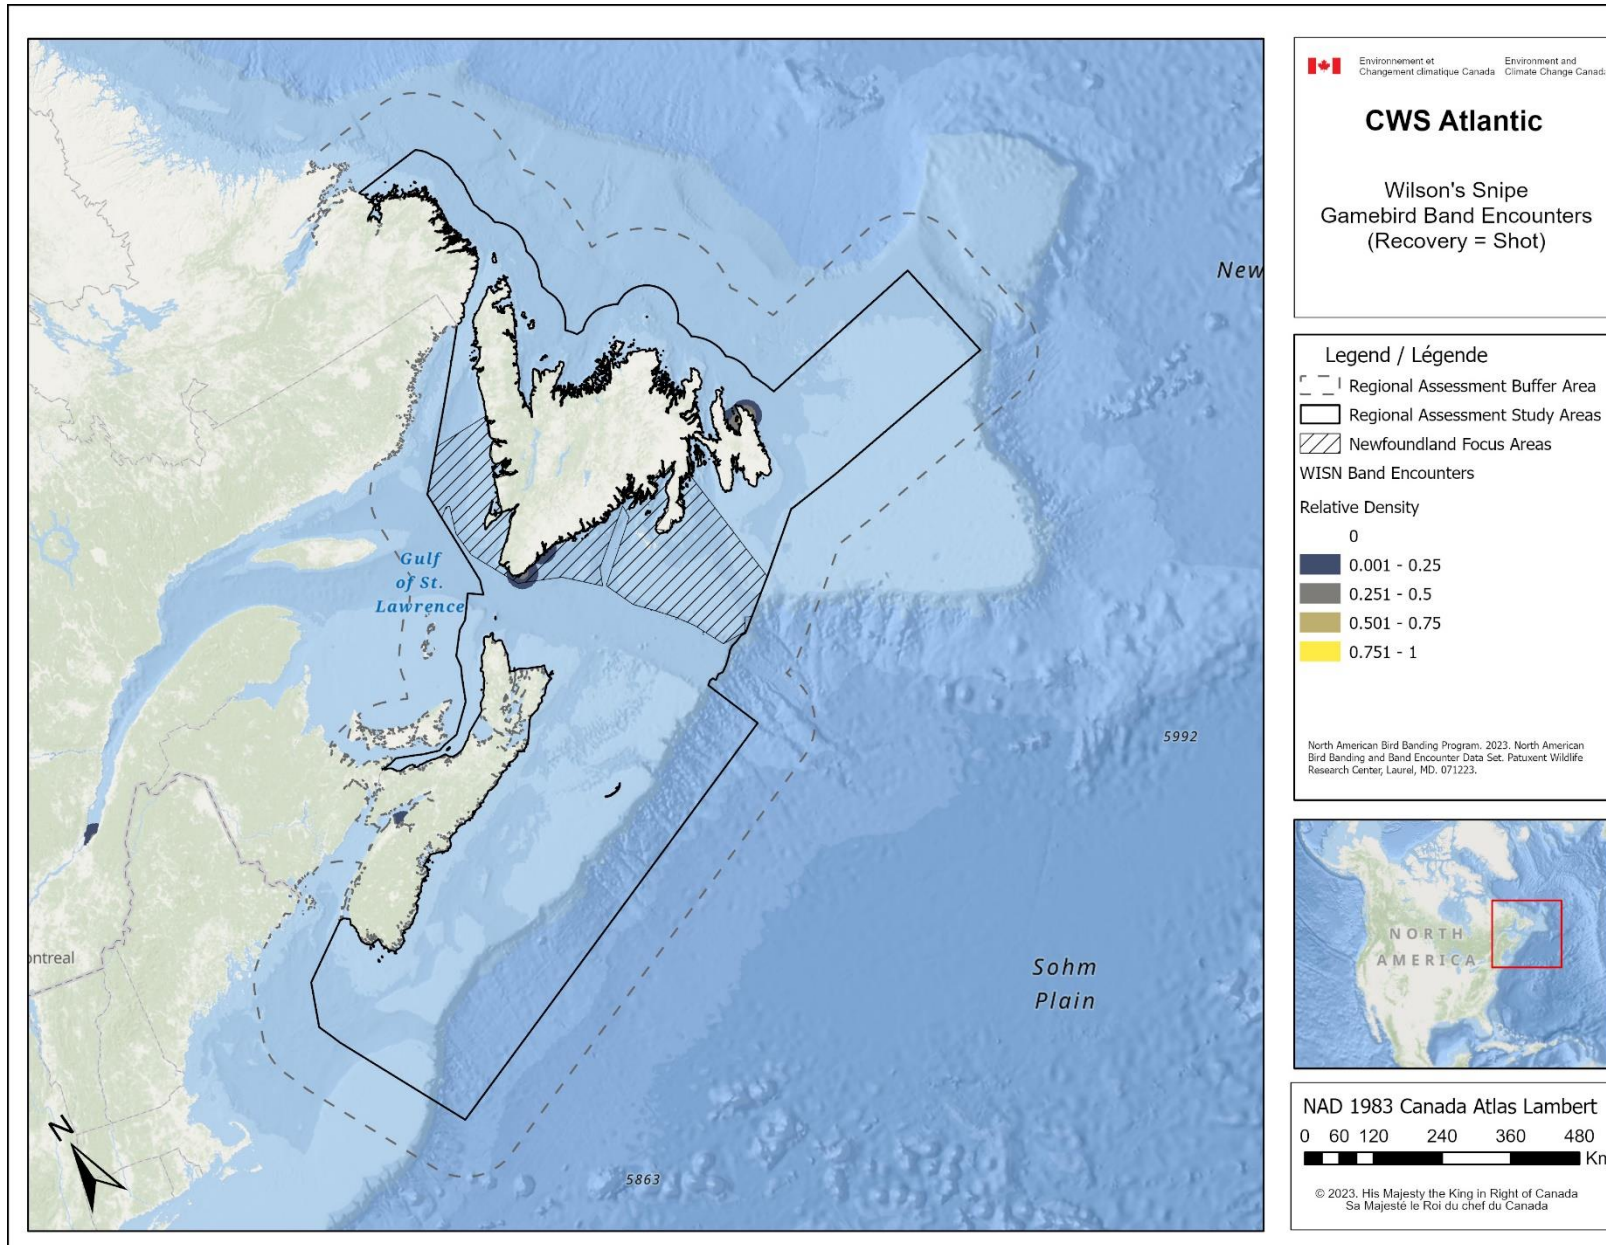 New
Gulf
of St.
Lawrence
5992
ontreal
Sohm
Plain
5863
N
Environnement et
Changement climatique Canada
Environment and
Climate Change Canada
CWS Atlantic
Wilson's Snipe
Gamebird Band Encounters
(Recovery = Shot)
Legend / Légende
Regional Assessment Buffer Area
Regional Assessment Study Areas
Newfoundland Focus Areas
WISN Band Encounters
Relative Density
0
0.001 - 0.25
0.251 - 0.5
0.501 - 0.75
0.751 - 1
North American Bird Banding Program. 2023. North American
Bird Banding and Band Encounter Data Set. Patuxent Wildlife
Research Center, Laurel, MD. 071223.
NORTH
AMERICA
NAD 1983 Canada Atlas Lambert
0 60 120 240 360 480
Km
© 2023. His Majesty the King in Right of Canada
Sa Majesté le Roi du chef du Canada